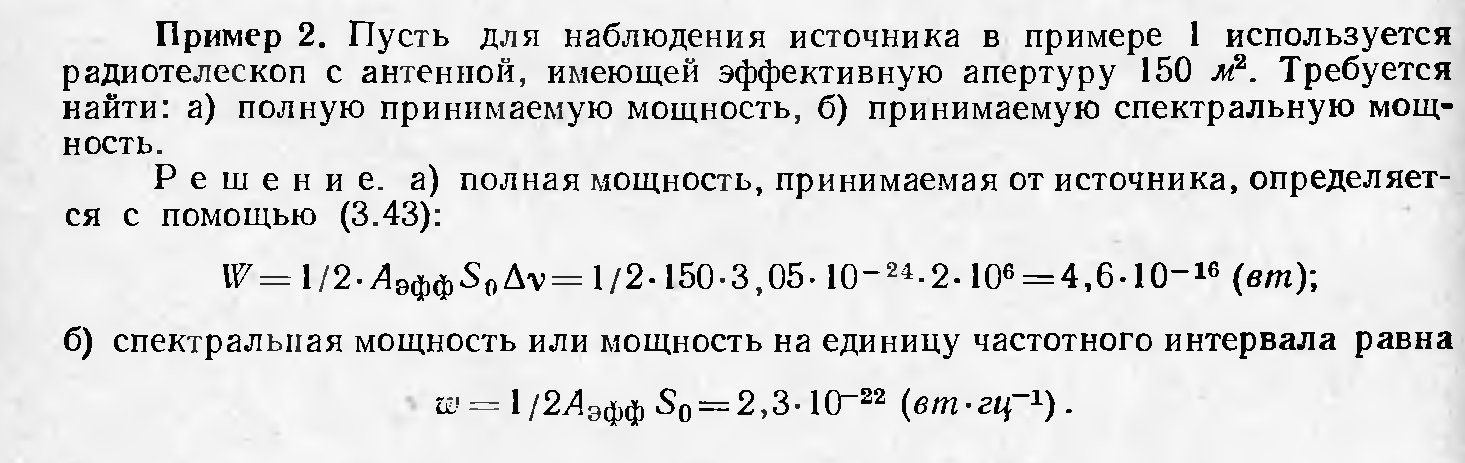 Пример 2. Пусть для наблюдения источника в примере 1 используется
радиотелескоп с антенной, имеющей эффективную апертуру 150 м². Требуется
найти: а) полную принимаемую мощность, б) принимаемую спектральную мощ-
ность.
Решение. а) полная мощность, принимаемая от источника, определяет-
ся с помощью (3.43):
W = 1/2·AэффS₀Δν = 1/2·150·3,05·10⁻²⁴·2·10⁶ = 4,6·10⁻¹⁶ (вт);
б) спектральная мощность или мощность на единицу частотного интервала равна
w = 1/2Aэфф S₀ = 2,3·10⁻²² (вт·гц⁻¹).